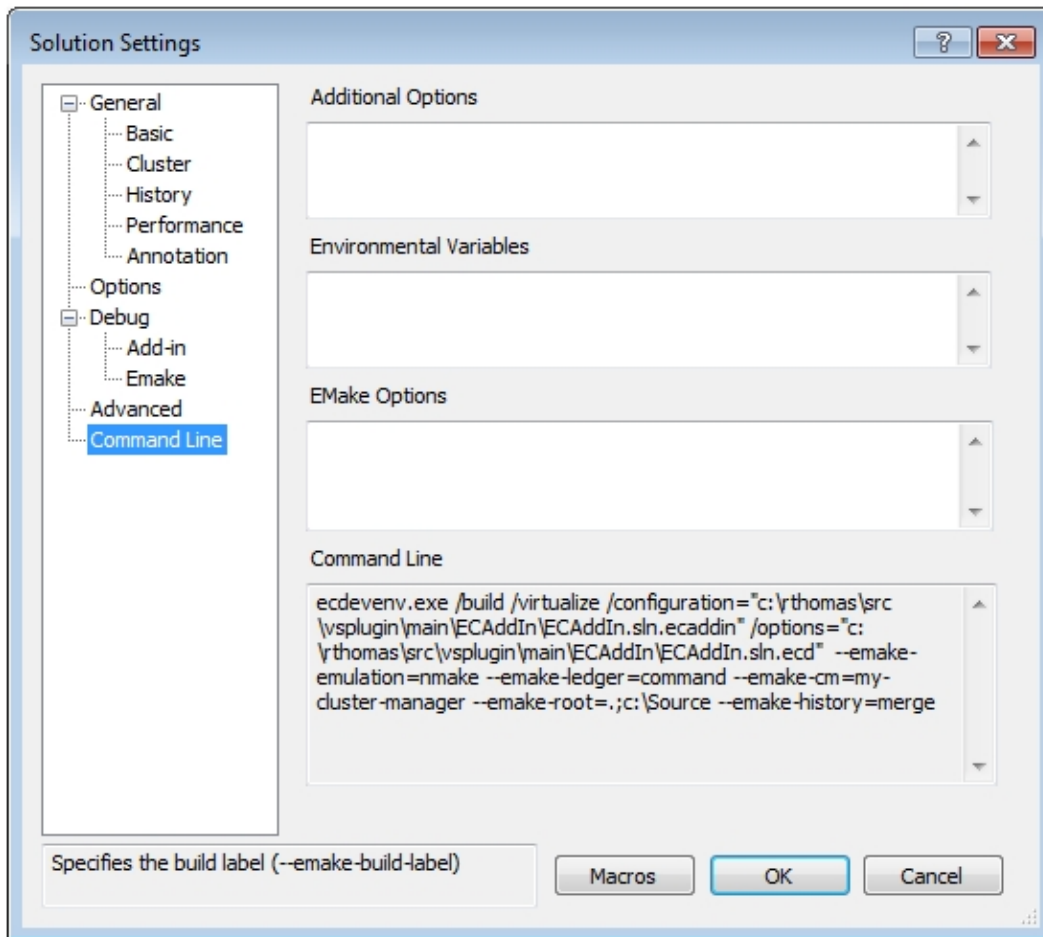 Solution Settings
General
Basic
Cluster
History
Performance
Annotation
Options
Debug
Add-in
Emake
Advanced
Command Line
Additional Options
Environmental Variables
EMake Options
Command Line
ecdevenv.exe /build /virtualize /configuration="c:\rthomas\src
\vsplugin\main\ECAddIn\ECAddIn.sln.ecaddin" /options="c:
\rthomas\src\vsplugin\main\ECAddIn\ECAddIn.sln.ecd" --emake-
emulation=nmake --emake-ledger=command --emake-cm=my-
cluster-manager --emake-root=.;c:\Source --emake-history=merge
Specifies the build label (--emake-build-label)
Macros
OK
Cancel